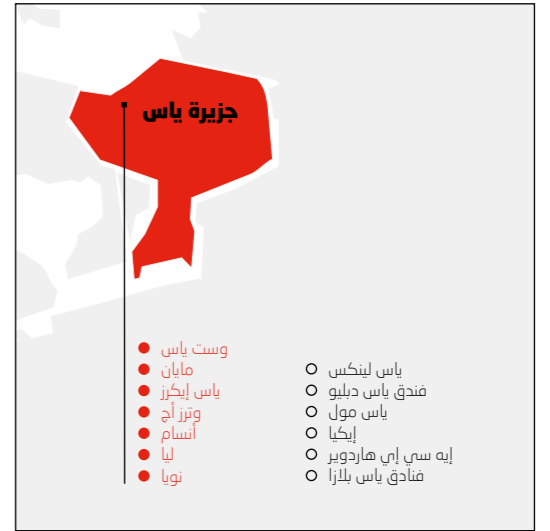 جزيرة ياس
وست ياس
مايان
ياس إيكرز
وترز أج
أنسام
ليا
نويا
ياس لينكس
فندق ياس دبليو
ياس مول
إيكيا
إيه سي إي هاردوير
فنادق ياس بلازا